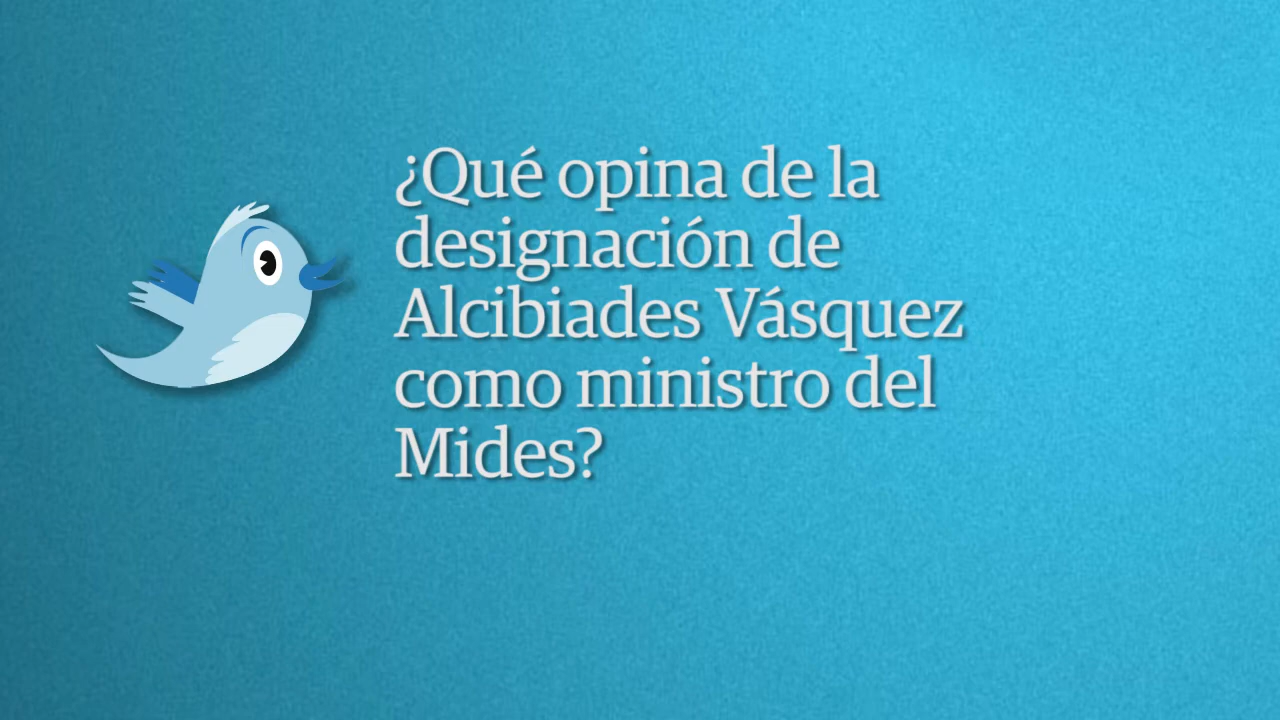 ¿Qué opina de la
designación de
Alcibiades Vásquez
como ministro del
Mides?